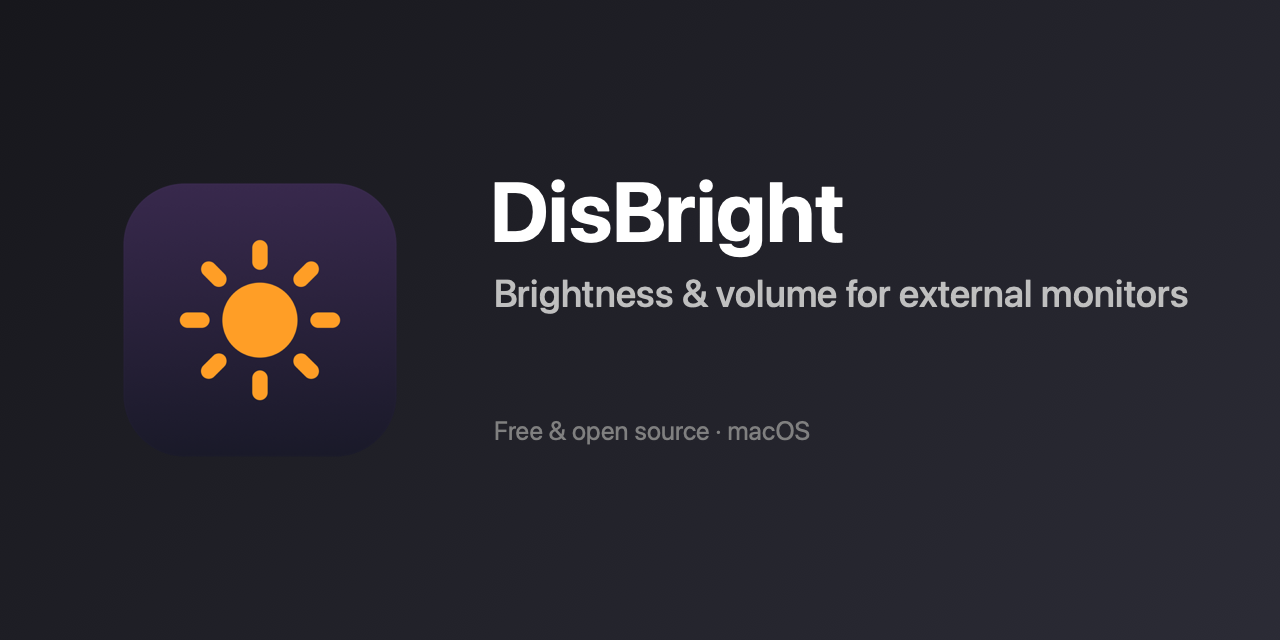 DisBright
Brightness & volume for external monitors
Free & open source · macOS